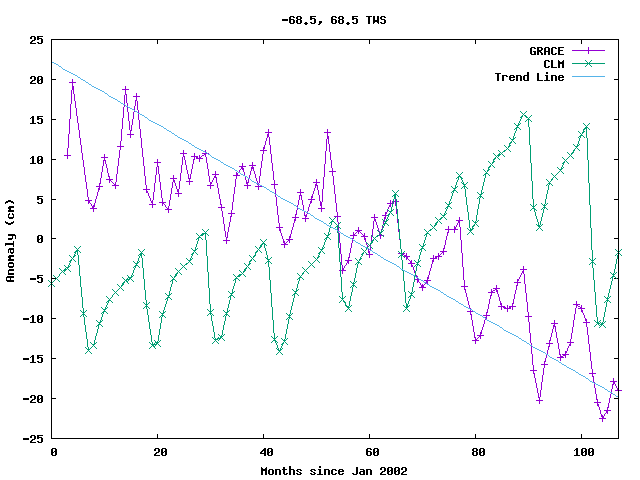 -68.5, 68.5 TWS
25
20
15
10
5
0
-5
-10
-15
-20
-25
Anomaly (cm)
GRACE
CLM
Trend Line
0 20 40 60 80 100
Months since Jan 2002